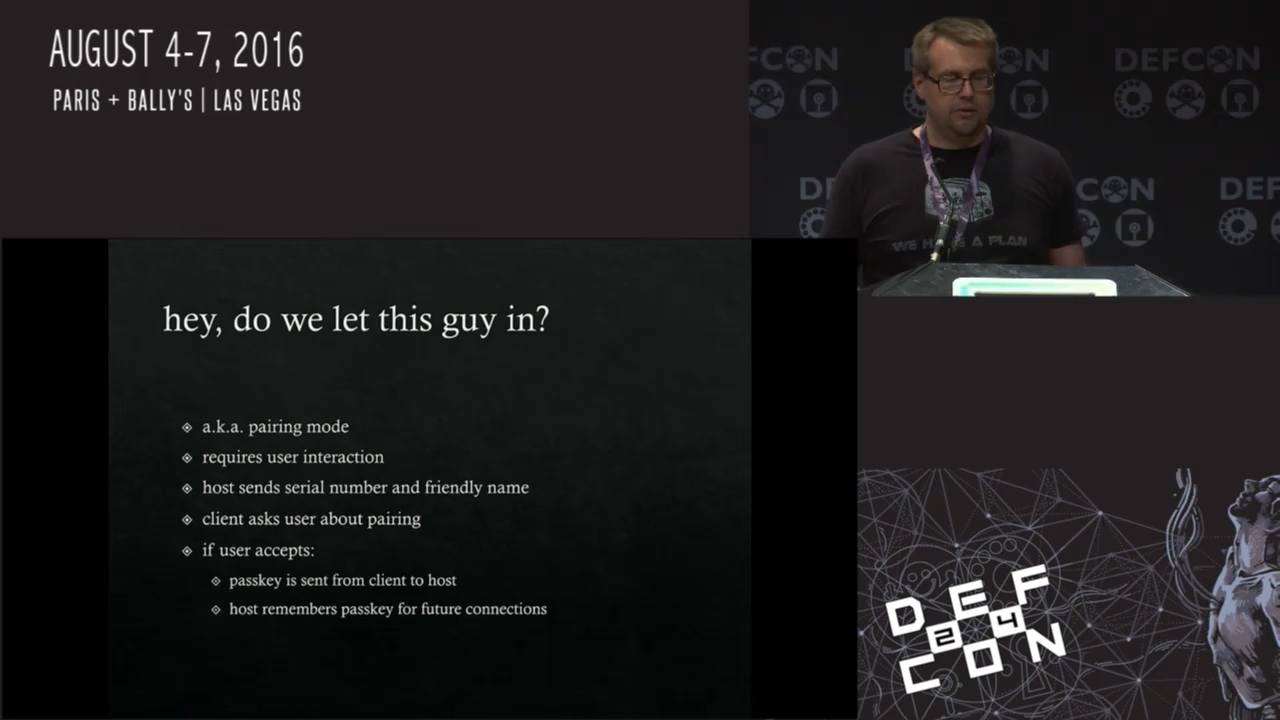 AUGUST 4-7, 2016
PARIS + BALLY'S | LAS VEGAS
DEFCON
WE HAVE A PLAN
hey, do we let this guy in?
a.k.a. pairing mode
requires user interaction
host sends serial number and friendly name
client asks user about pairing
if user accepts:
passkey is sent from client to host
host remembers passkey for future connections
DEF
24
CON